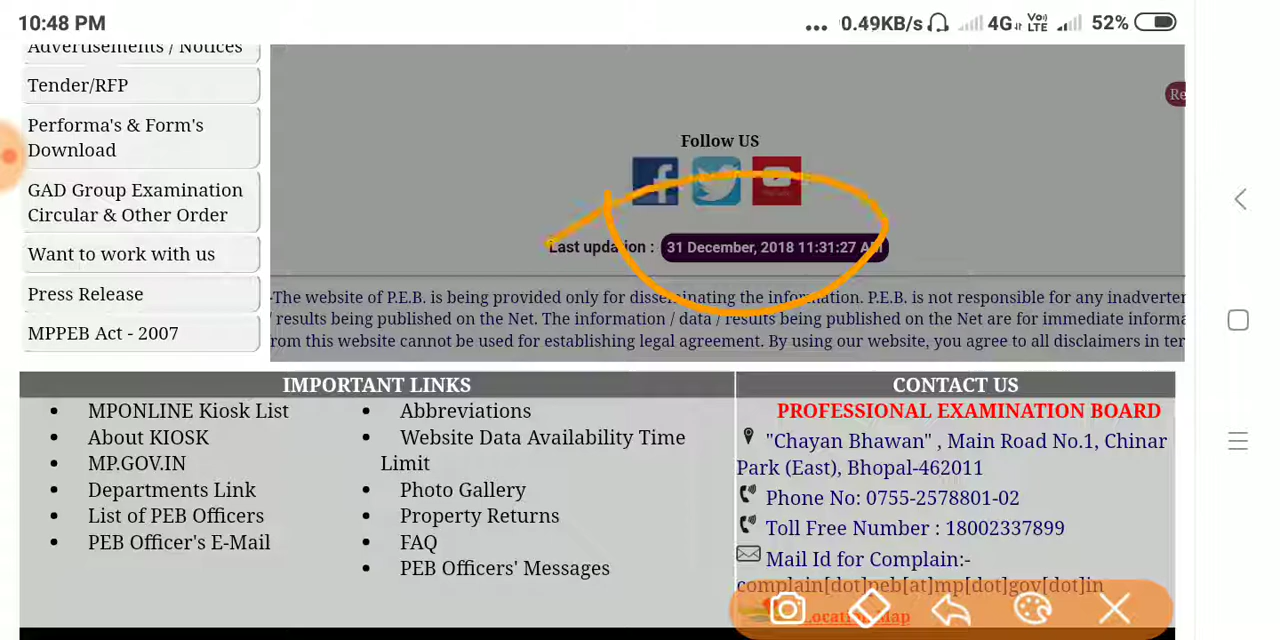 10:48 PM
... 0.49KB/s 4G Vo) LTE 52%
Advertisements / Notices
Tender/RFP
Performa's & Form's
Download
GAD Group Examination
Circular & Other Order
Want to work with us
Press Release
MPPEB Act - 2007
Re
Follow US
Last updation : 31 December, 2018 11:31:27 AM
-The website of P.E.B. is being provided only for disseminating the information. P.E.B. is not responsible for any inadverten
/ results being published on the Net. The information / data / results being published on the Net are for immediate informa
rom this website cannot be used for establishing legal agreement. By using our website, you agree to all disclaimers in ter
IMPORTANT LINKS
• MPONLINE Kiosk List
• About KIOSK
• MP.GOV.IN
• Departments Link
• List of PEB Officers
• PEB Officer's E-Mail
• Abbreviations
• Website Data Availability Time
Limit
• Photo Gallery
• Property Returns
• FAQ
• PEB Officers' Messages
CONTACT US
PROFESSIONAL EXAMINATION BOARD
"Chayan Bhawan" , Main Road No.1, Chinar
Park (East), Bhopal-462011
Phone No: 0755-2578801-02
Toll Free Number : 18002337899
Mail Id for Complain:-
complain[dot]peb[at]mp[dot]gov[dot]in
Location Map